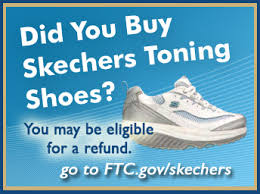 Did You Buy
Skechers Toning
Shoes?
You may be eligible
for a refund.
go to FTC.gov/skechers